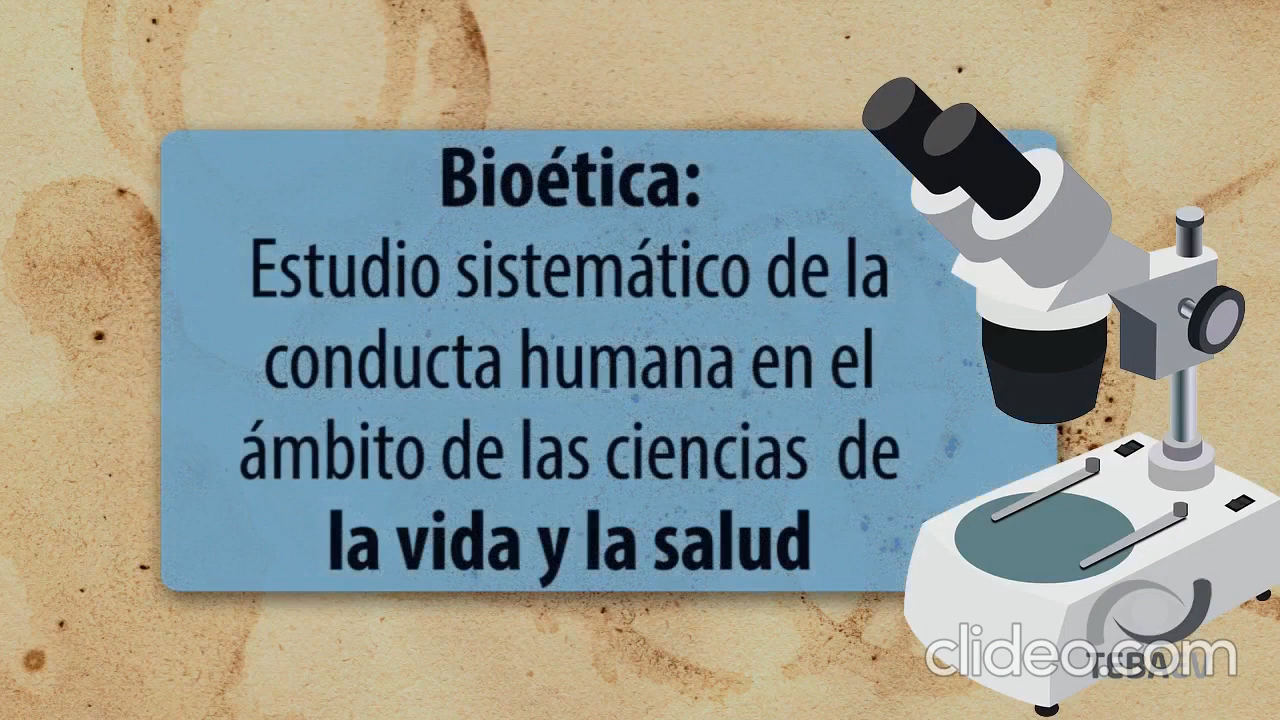 Bioética:
Estudio sistemático de la
conducta humana en el
ámbito de las ciencias de
la vida y la salud
clideo.com
TEBAEV